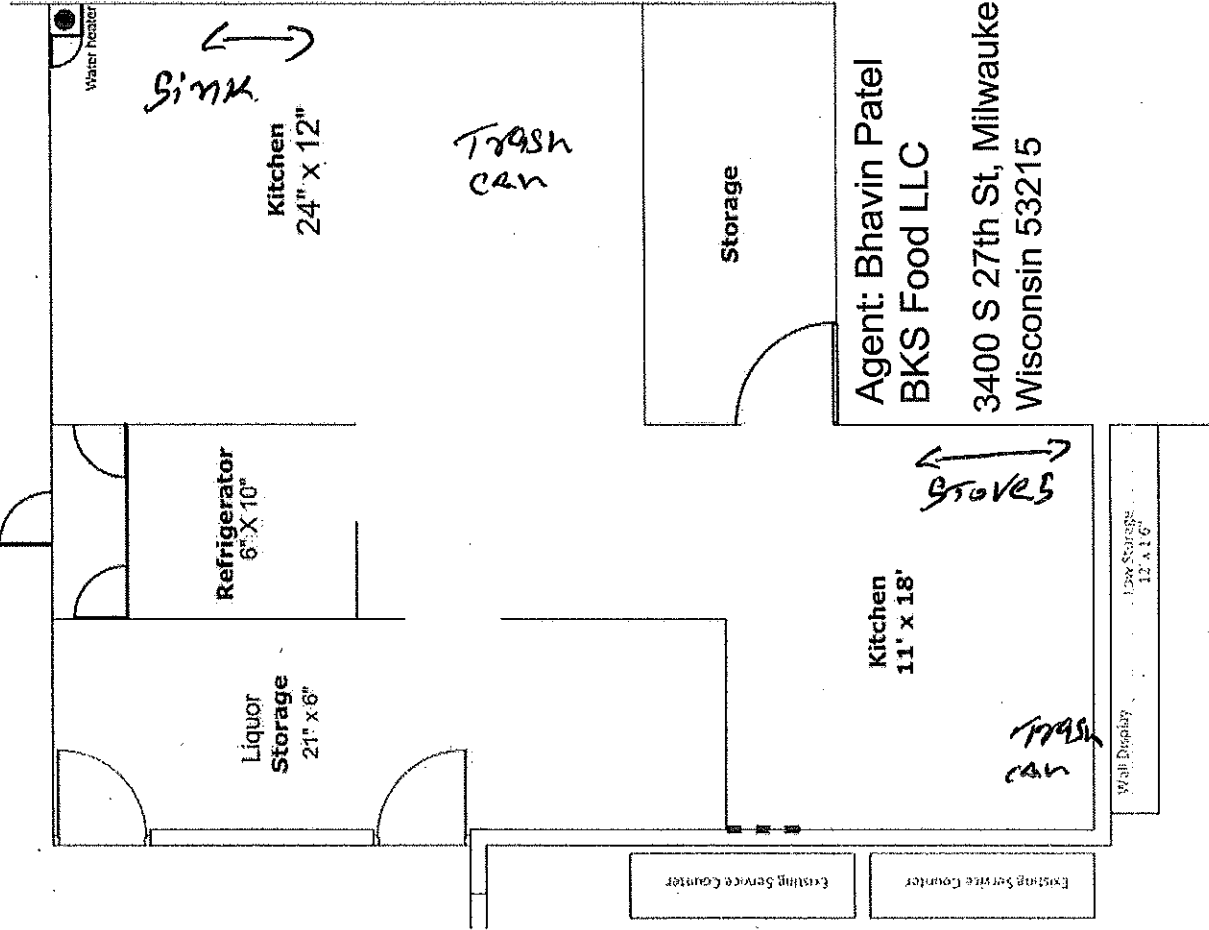 Water heater
Sink
Kitchen
24" x 12"
Trash
can
Storage
Agent: Bhavin Patel
BKS Food LLC
3400 S 27th St, Milwauke
Wisconsin 53215
Refrigerator
6" X 10"
Stoves
Liquor
Storage
21" x 6"
Kitchen
11' x 18'
Trash
can
Low Storage
12' x 1'6"
Wall Display
Existing Service Counter
Existing Service Counter